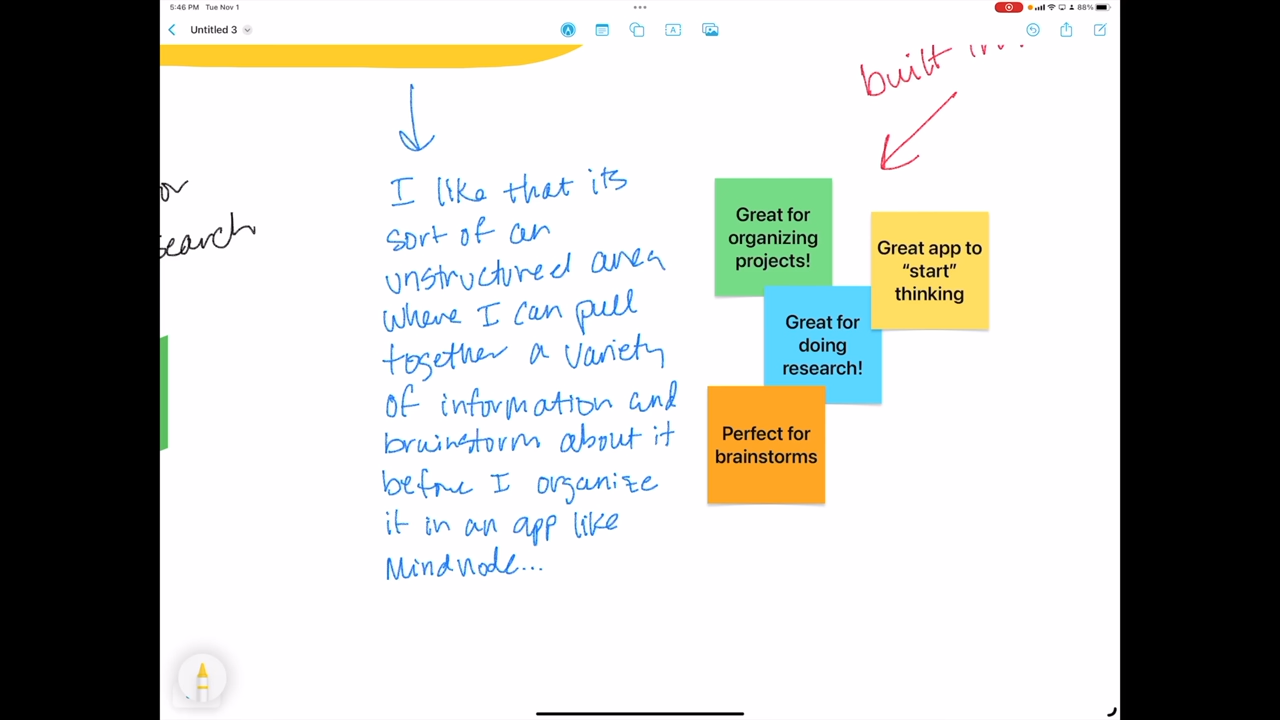 5:46 PM Tue Nov 1
88%
Untitled 3
A
built in!
search
I like that its
sort of an
unstructured area
where I can pull
together a variety
of information and
brainstorm about it
before I organize
it in an app like
Mindnode...
Great for
organizing
projects!
Great app to
“start”
thinking
Great for
doing
research!
Perfect for
brainstorms